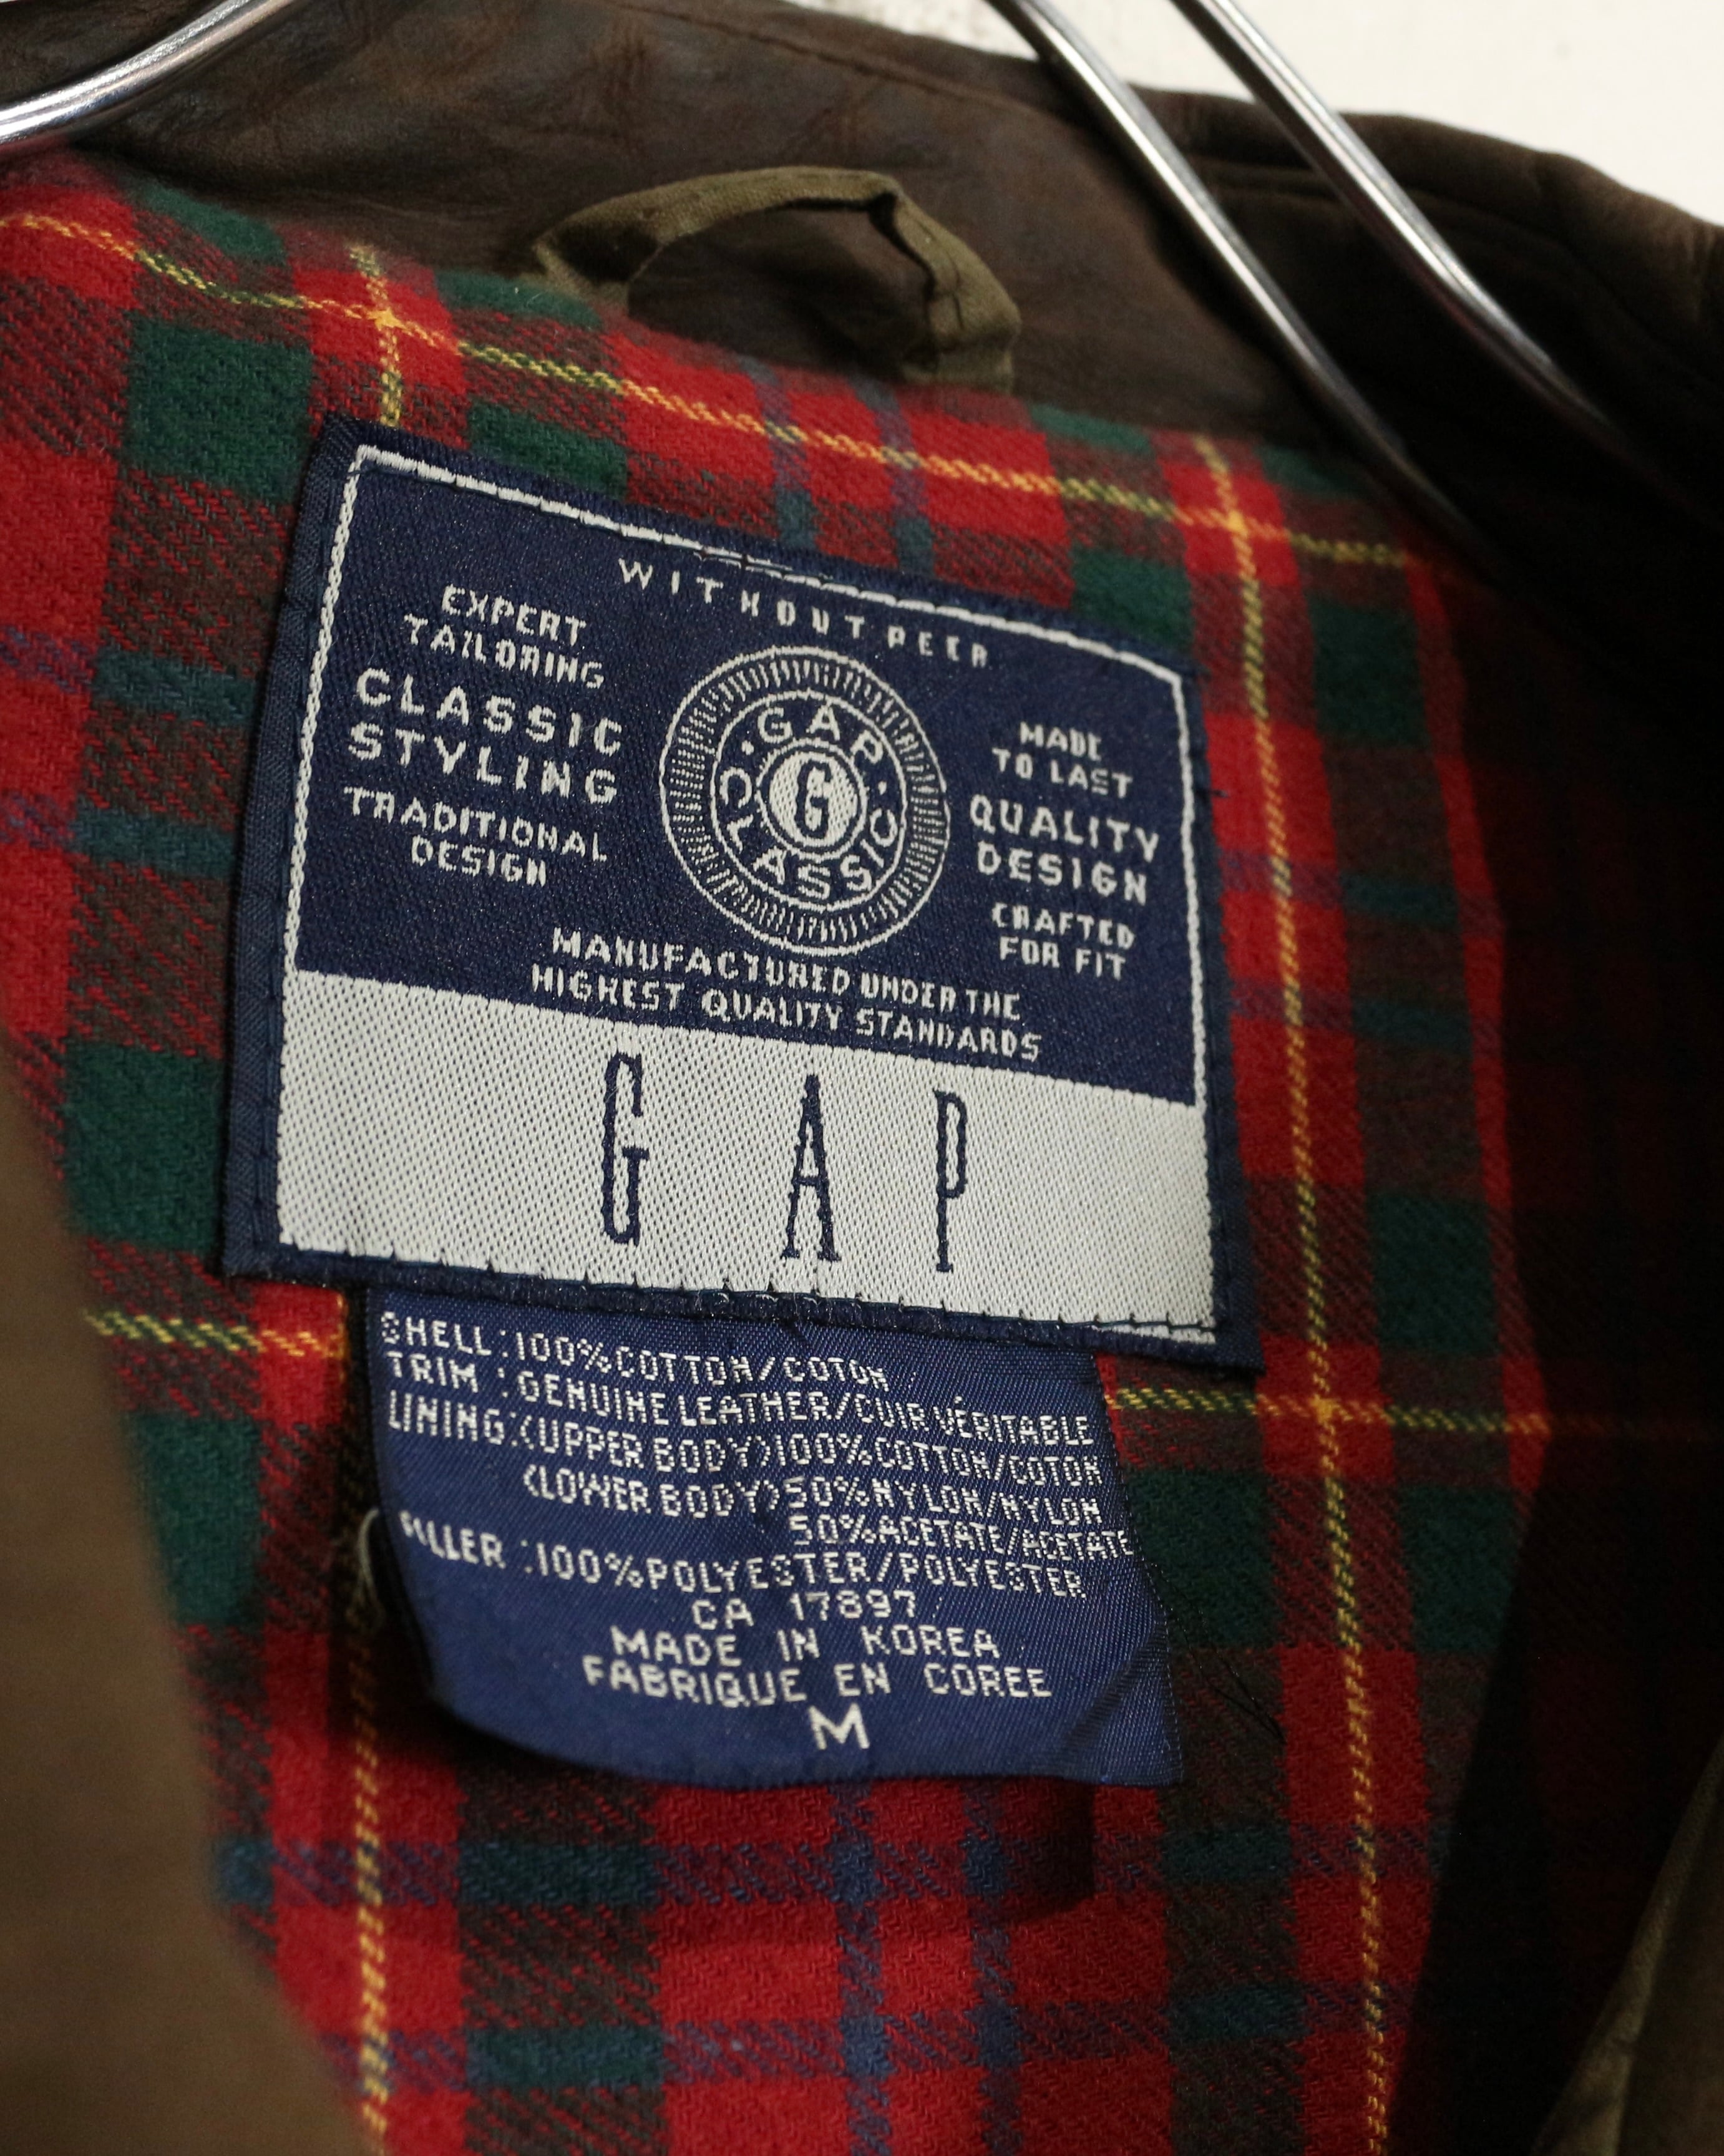 WITHOUT PEER
EXPERT
TAILORING
CLASSIC
STYLING
TRADITIONAL
DESIGN
·GAP·
CLASSIC
G
MADE
TO LAST
QUALITY
DESIGN
CRAFTED
FOR FIT
MANUFACTURED UNDER THE
HIGHEST QUALITY STANDARDS
GAP
SHELL:100%COTTON/COTON
TRIM :GENUINE LEATHER/CUIR VÉRITABLE
LINING:(UPPER BODY)100%COTTON/COTON
(LOWER BODY)50%NYLON/NYLON
50%ACETATE/ACETATE
FILLER :100%POLYESTER/POLYESTER
CA 17897
MADE IN KOREA
FABRIQUE EN COREE
M